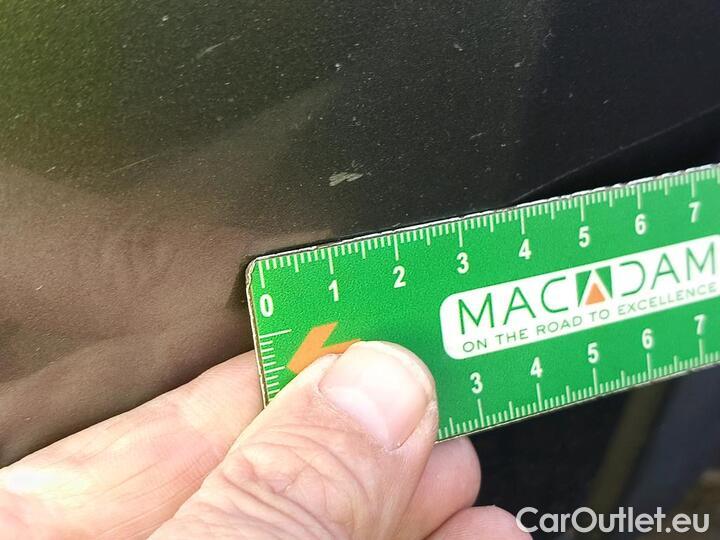 0 1 2 3 4 5 6 7
MACADAM
ON THE ROAD TO EXCELLENCE
3 4 5 6 7
CarOutlet.eu